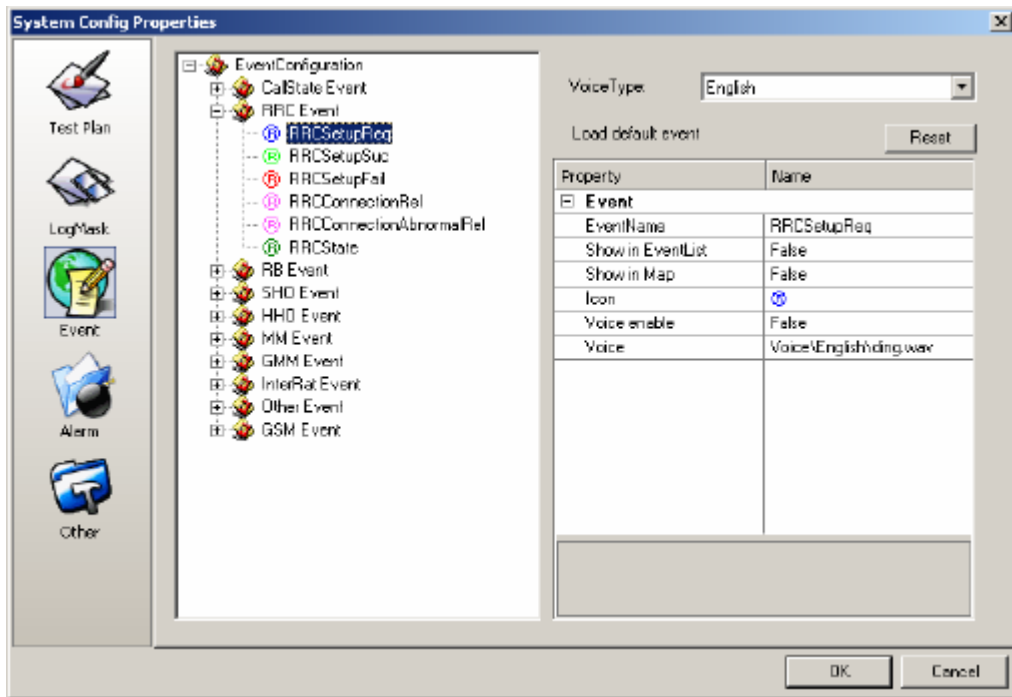 System Config Properties
Test Plan
LogMask
Event
Alarm
Other
EventConfiguration
CallState Event
RRC Event
RRCSetupReq
RRCSetupSuc
RRCSetupFail
RRCConnectionRel
RRCConnectionAbnormalRel
RRCState
RB Event
SHO Event
HHO Event
MM Event
GMM Event
InterRat Event
Other Event
GSM Event
VoiceType: English
Load default event Reset
Property Name
Event
EventName RRCSetupReq
Show in EventList False
Show in Map False
Icon
Voice enable False
Voice Voice\English\ding.wav
OK Cancel